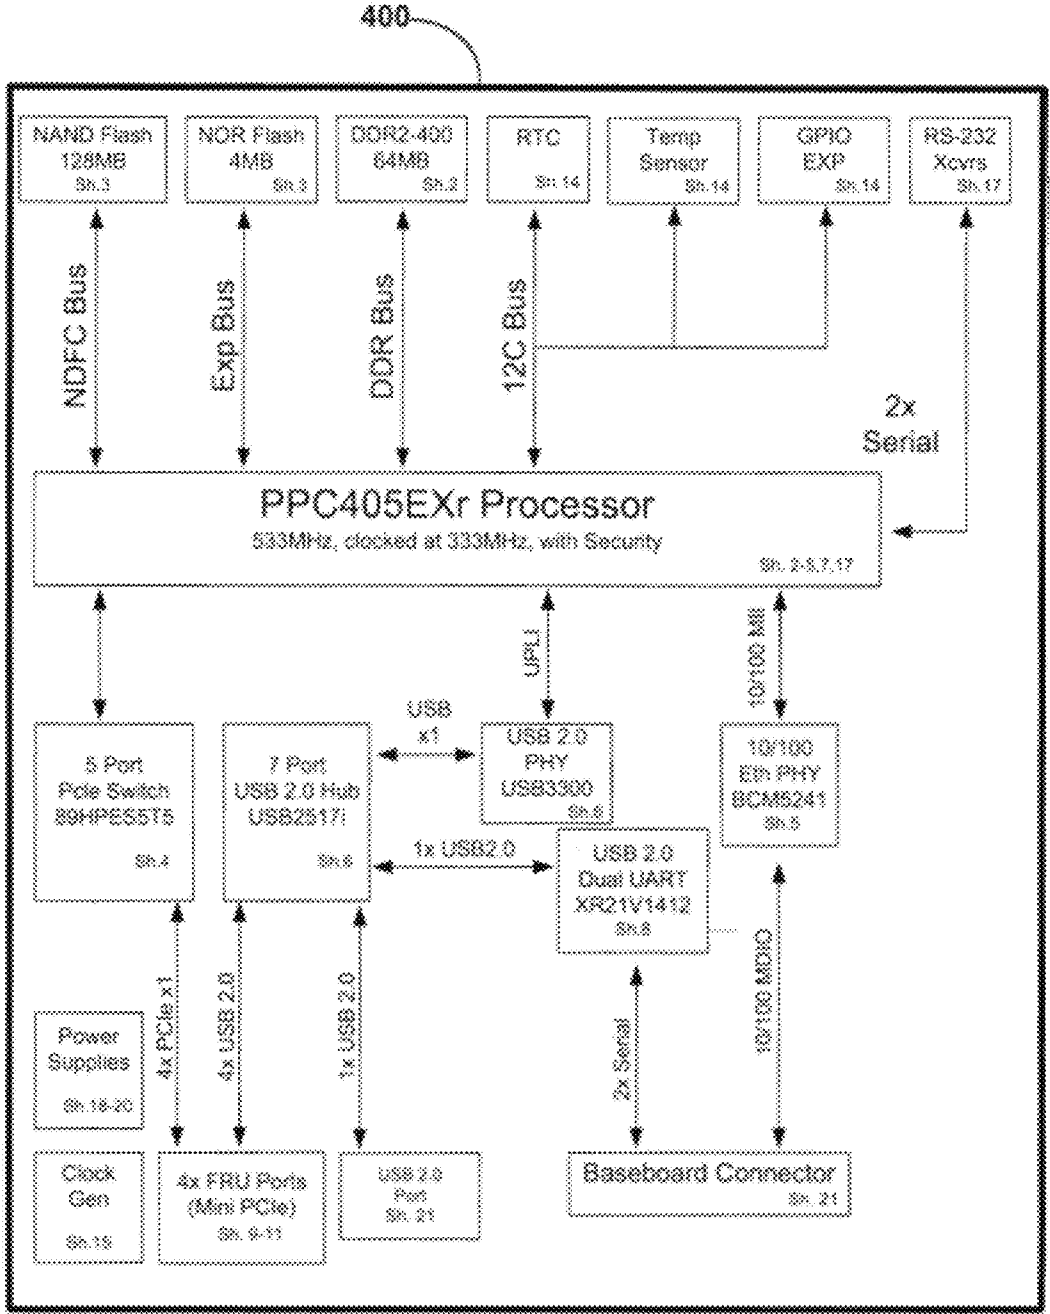 400
NAND Flash
128MB
Sh.3
NOR Flash
4MB
Sh.3
DDR2-400
64MB
Sh.2
RTC
Sh.14
Temp
Sensor
Sh.14
GPIO
EXP
Sh.14
RS-232
Xcvrs
Sh.17
NDFC Bus
Exp Bus
DDR Bus
12C Bus
2x
Serial
PPC405EXr Processor
533MHz, clocked at 333MHz, with Security
Sh. 2-5,7,17
UPLI
10/100 MII
5 Port
PcIe Switch
89HPES5T5
Sh.4
7 Port
USB 2.0 Hub
USB2517i
Sh.6
USB
x1
USB 2.0
PHY
USB3300
Sh.6
10/100
Eth PHY
BCM5241
Sh.5
1x USB2.0
USB 2.0
Dual UART
XR21V1412
Sh.8
4x PCIe x1
4x USB 2.0
1x USB 2.0
2x Serial
10/100 MDIO
Power
Supplies
Sh.18-20
Clock
Gen
Sh.15
4x FRU Ports
(Mini PCIe)
Sh. 9-11
USB 2.0
Port
Sh. 21
Baseboard Connector
Sh. 21